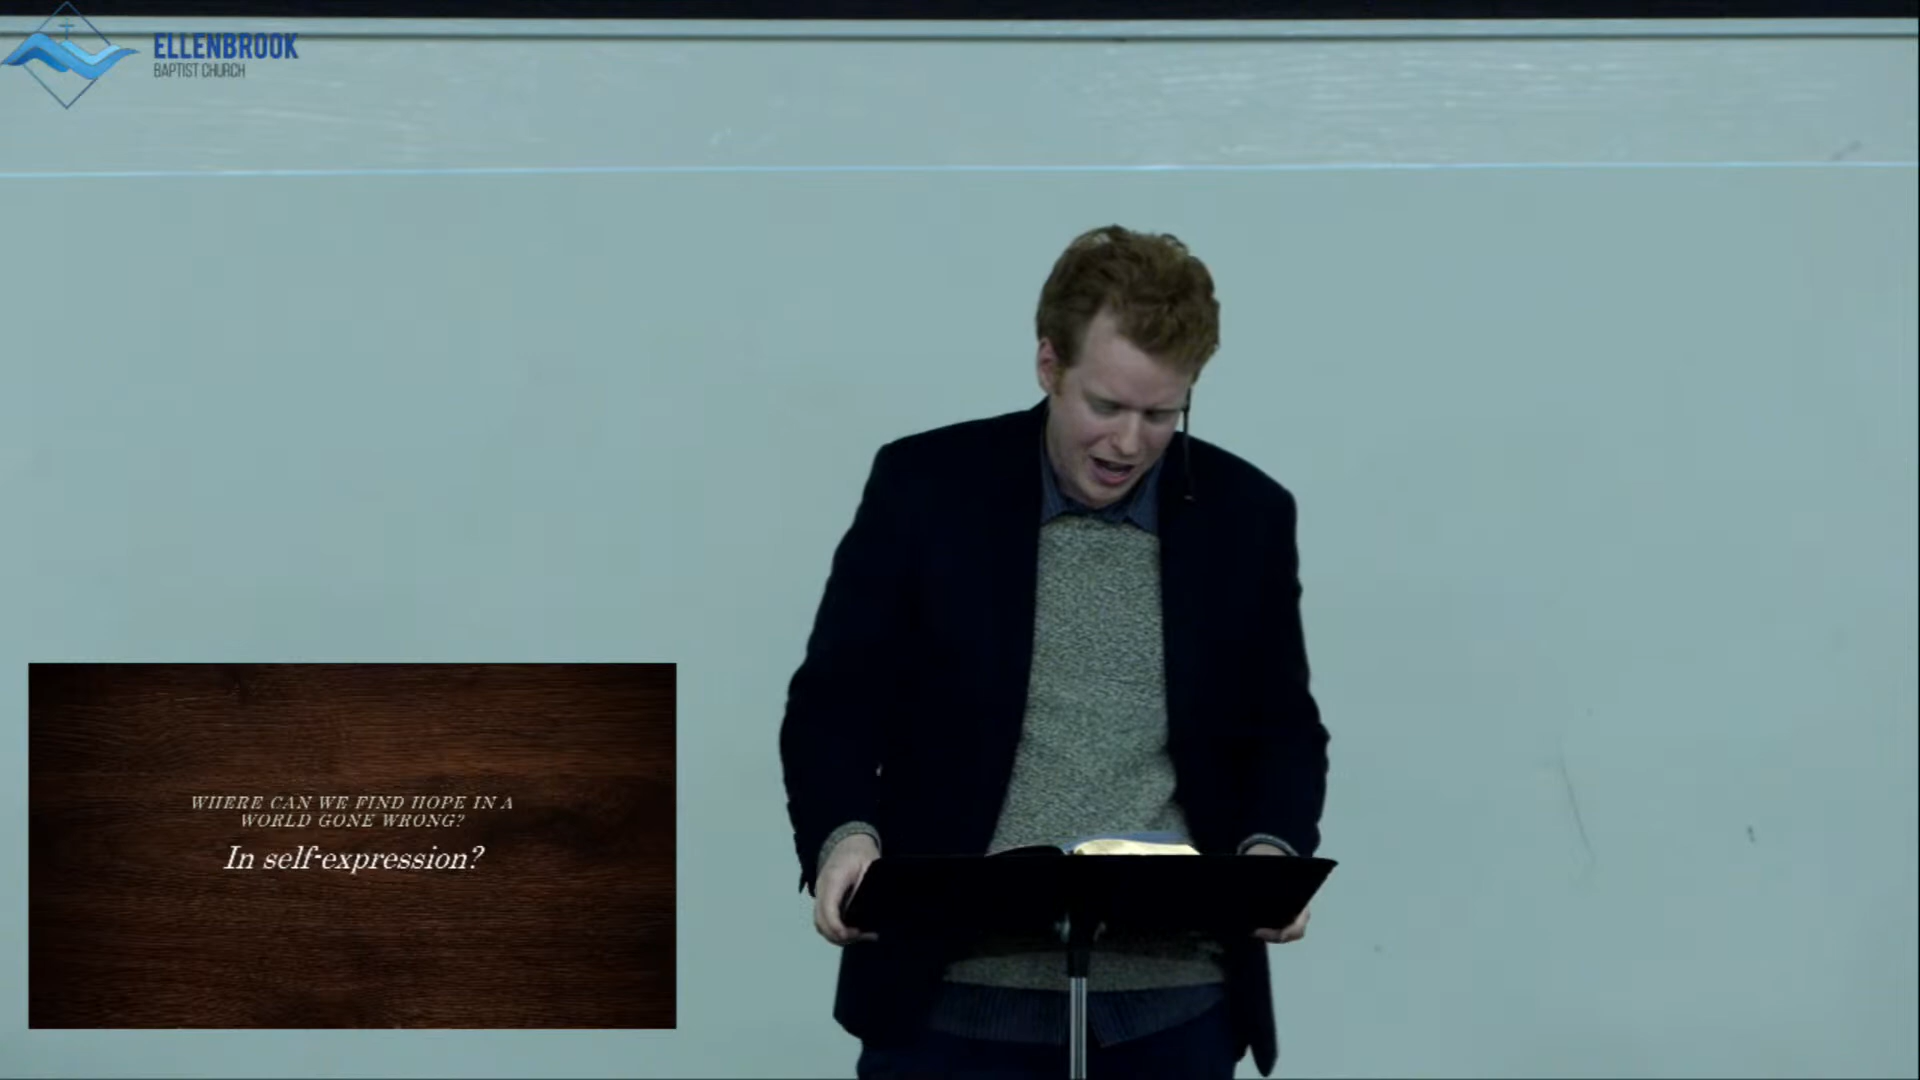 ELLENBROOK
BAPTIST CHURCH
WHERE CAN WE FIND HOPE IN A
WORLD GONE WRONG?
In self-expression?